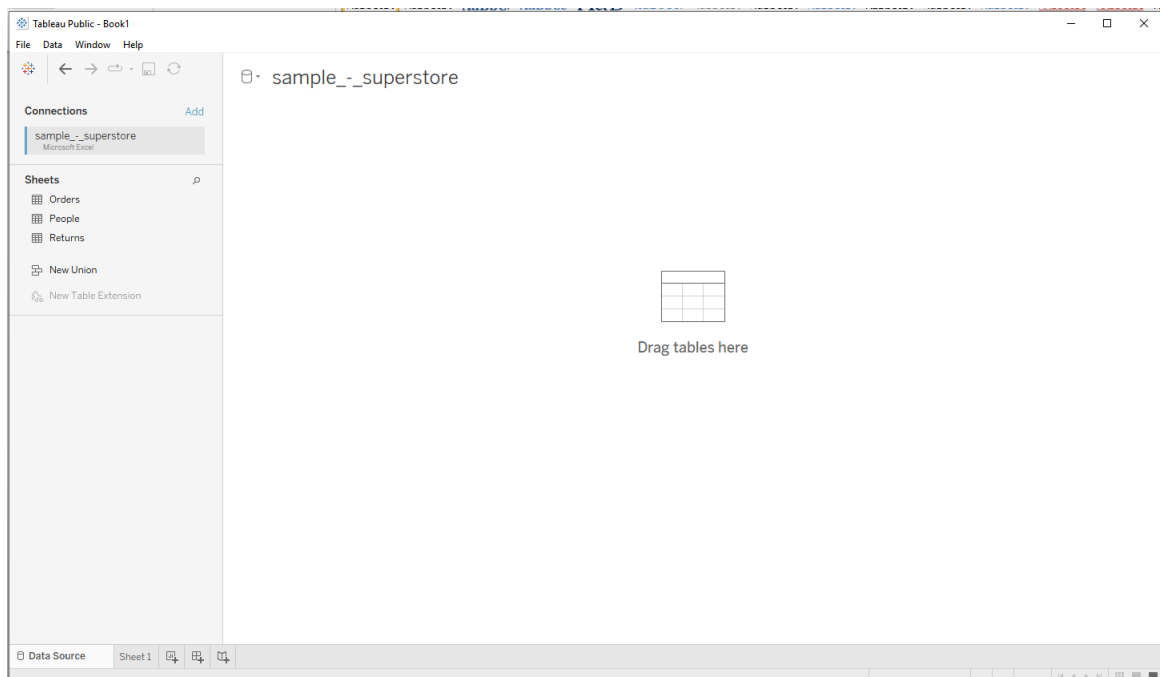 Tableau Public - Book1
File Data Window Help
sample_-_superstore
Connections Add
sample_-_superstore
Microsoft Excel
Sheets
Orders
People
Returns
New Union
New Table Extension
Drag tables here
Data Source Sheet 1